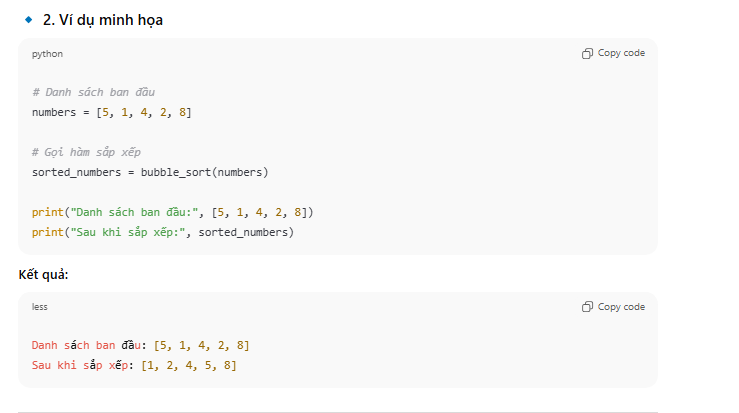 2. Ví dụ minh họa
python
Copy code
# Danh sách ban đầu
numbers = [5, 1, 4, 2, 8]
# Gọi hàm sắp xếp
sorted_numbers = bubble_sort(numbers)
print("Danh sách ban đầu:", [5, 1, 4, 2, 8])
print("Sau khi sắp xếp:", sorted_numbers)
Kết quả:
less
Copy code
Danh sách ban đầu: [5, 1, 4, 2, 8]
Sau khi sắp xếp: [1, 2, 4, 5, 8]